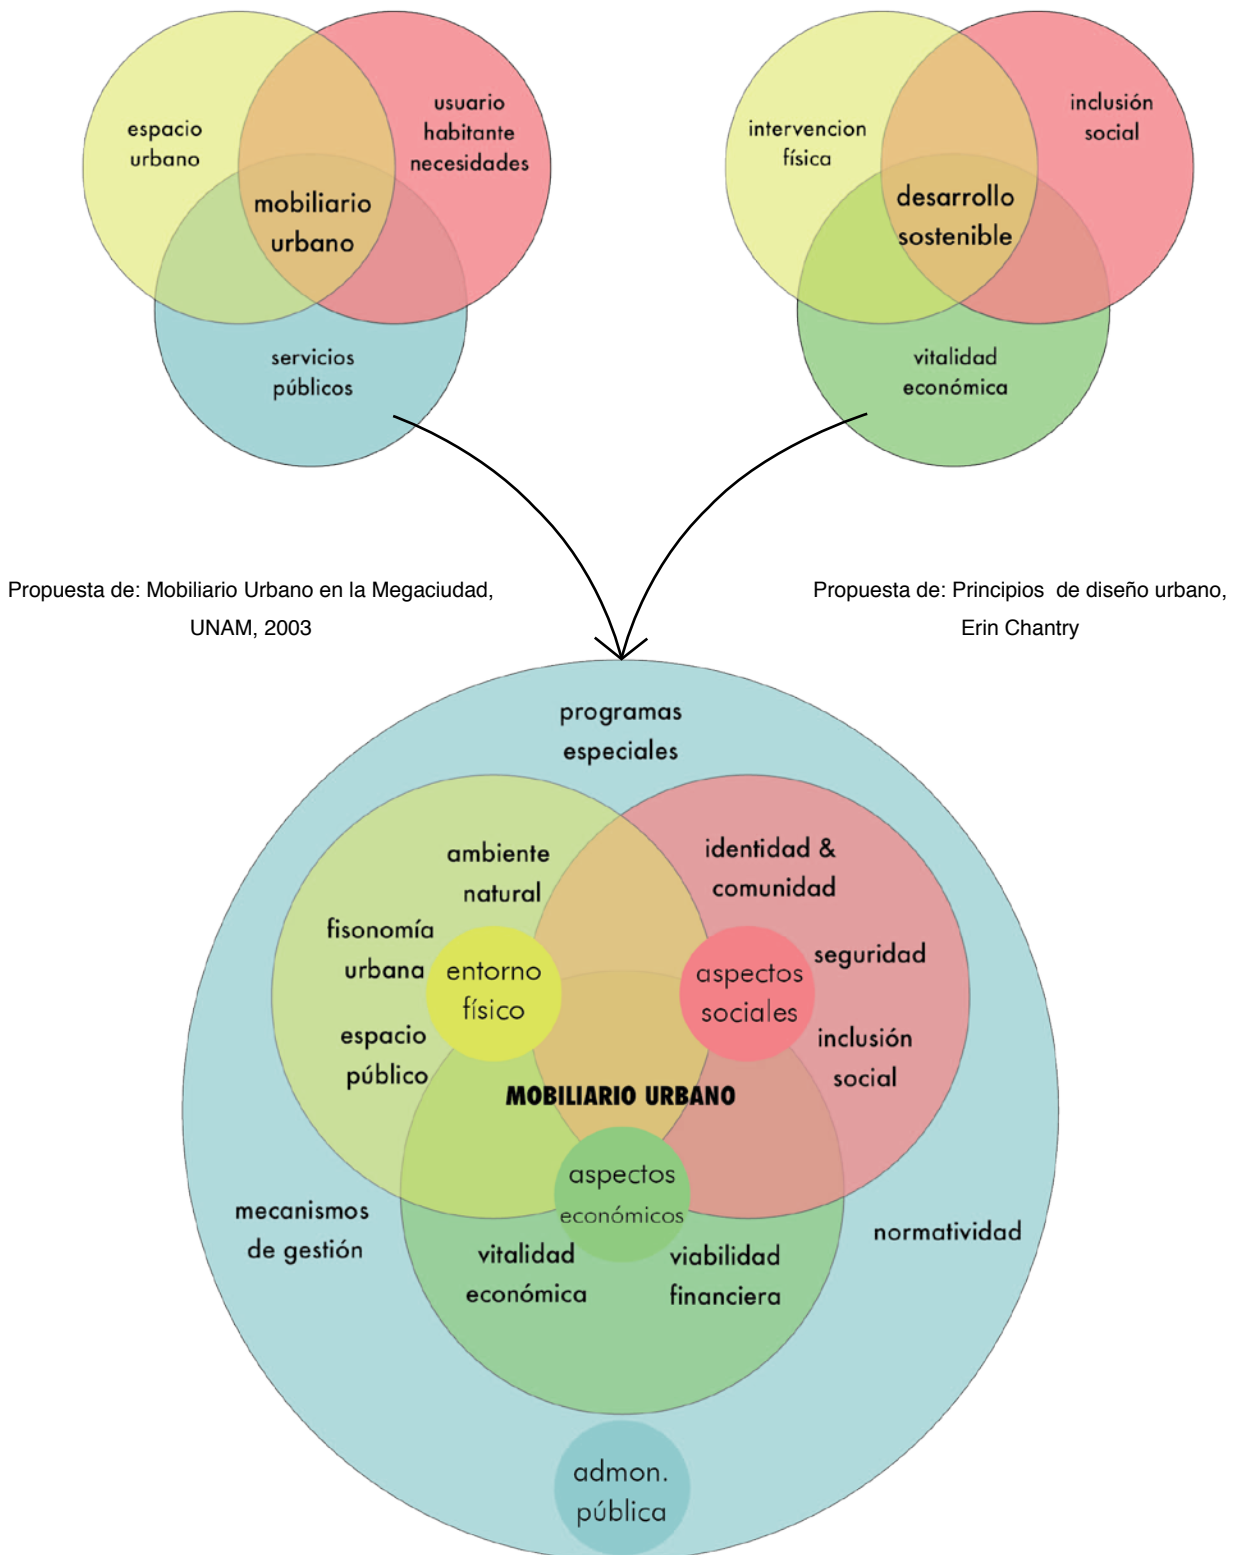 espacio
urbano
usuario
habitante
necesidades
mobiliario
urbano
servicios
públicos
intervencion
física
inclusión
social
desarrollo
sostenible
vitalidad
económica
Propuesta de: Mobiliario Urbano en la Megaciudad,
UNAM, 2003
Propuesta de: Principios de diseño urbano,
Erin Chantry
programas
especiales
ambiente
natural
identidad &
comunidad
fisonomía
urbana
entorno
físico
aspectos
sociales
seguridad
espacio
público
inclusión
social
MOBILIARIO URBANO
aspectos
económicos
mecanismos
de gestión
normatividad
vitalidad
económica
viabilidad
financiera
admon.
pública